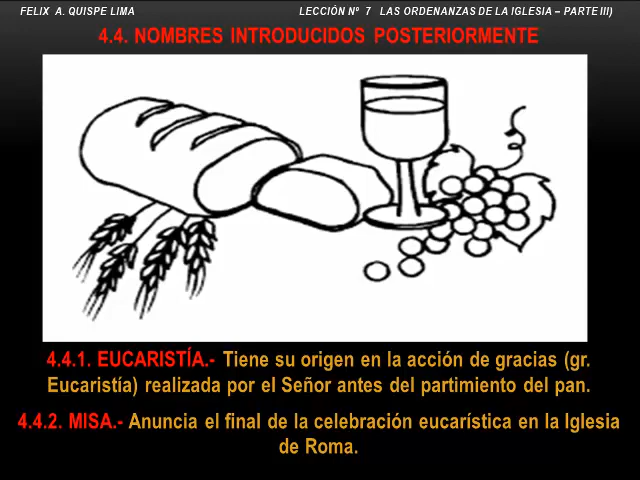 FELIX A. QUISPE LIMA LECCIÓN Nº 7 LAS ORDENANZAS DE LA IGLESIA – PARTE III)
4.4. NOMBRES INTRODUCIDOS POSTERIORMENTE
4.4.1. EUCARISTÍA.- Tiene su origen en la acción de gracias (gr.
Eucaristía) realizada por el Señor antes del partimiento del pan.
4.4.2. MISA.- Anuncia el final de la celebración eucarística en la Iglesia
de Roma.